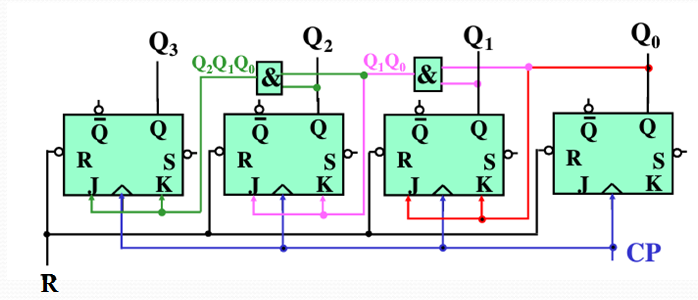 Q₃ Q₂ Q₁ Q₀
Q₂Q₁Q₀ & Q₁Q₀ &
Q̄ Q Q̄ Q Q̄ Q Q̄ Q
R S R S R S R S
J K J K J K J K
CP
R